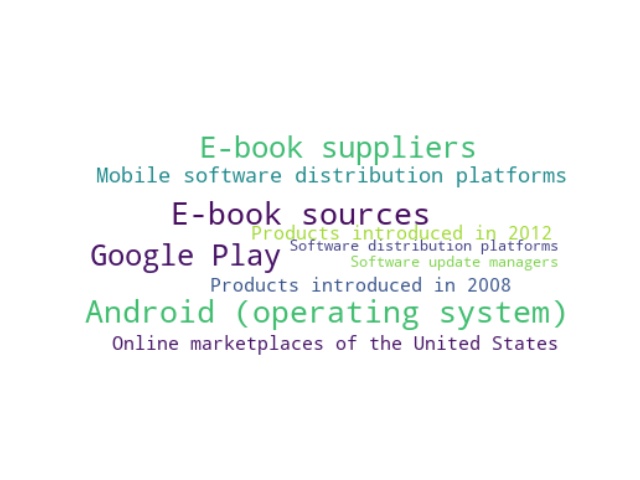 E-book suppliers
Mobile software distribution platforms
E-book sources
Products introduced in 2012
Software distribution platforms
Google Play
Software update managers
Products introduced in 2008
Android (operating system)
Online marketplaces of the United States